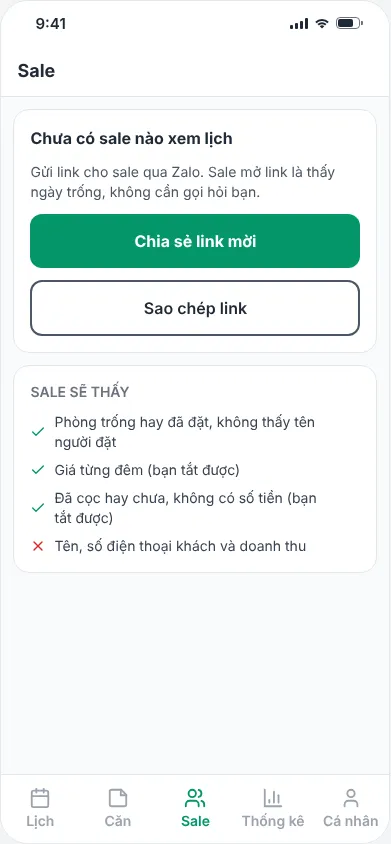 9:41
Sale
Chưa có sale nào xem lịch
Gửi link cho sale qua Zalo. Sale mở link là thấy
ngày trống, không cần gọi hỏi bạn.
Chia sẻ link mời
Sao chép link
SALE SẼ THẤY
Phòng trống hay đã đặt, không thấy tên
người đặt
Giá từng đêm (bạn tắt được)
Đã cọc hay chưa, không có số tiền (bạn
tắt được)
Tên, số điện thoại khách và doanh thu
Lịch
Căn
Sale
Thống kê
Cá nhân